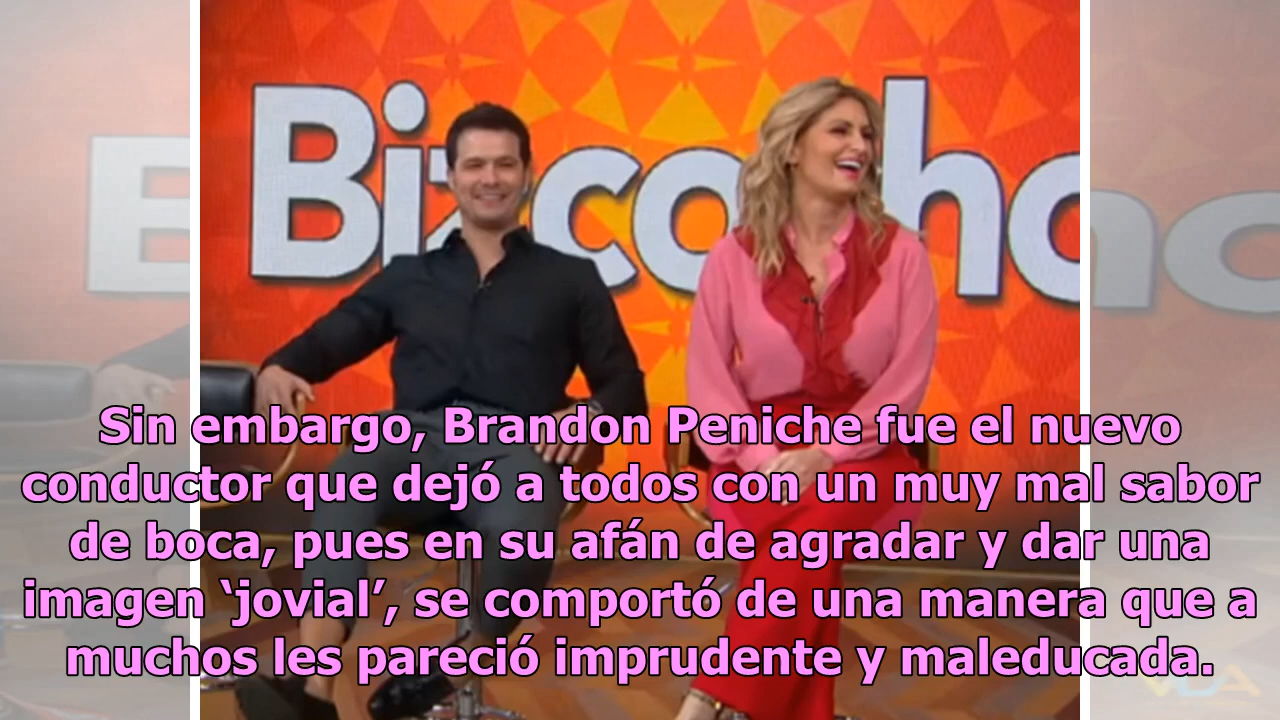 Bizcocho
Sin embargo, Brandon Peniche fue el nuevo
conductor que dejó a todos con un muy mal sabor
de boca, pues en su afán de agradar y dar una
imagen ‘jovial’, se comportó de una manera que a
muchos les pareció imprudente y maleducada.